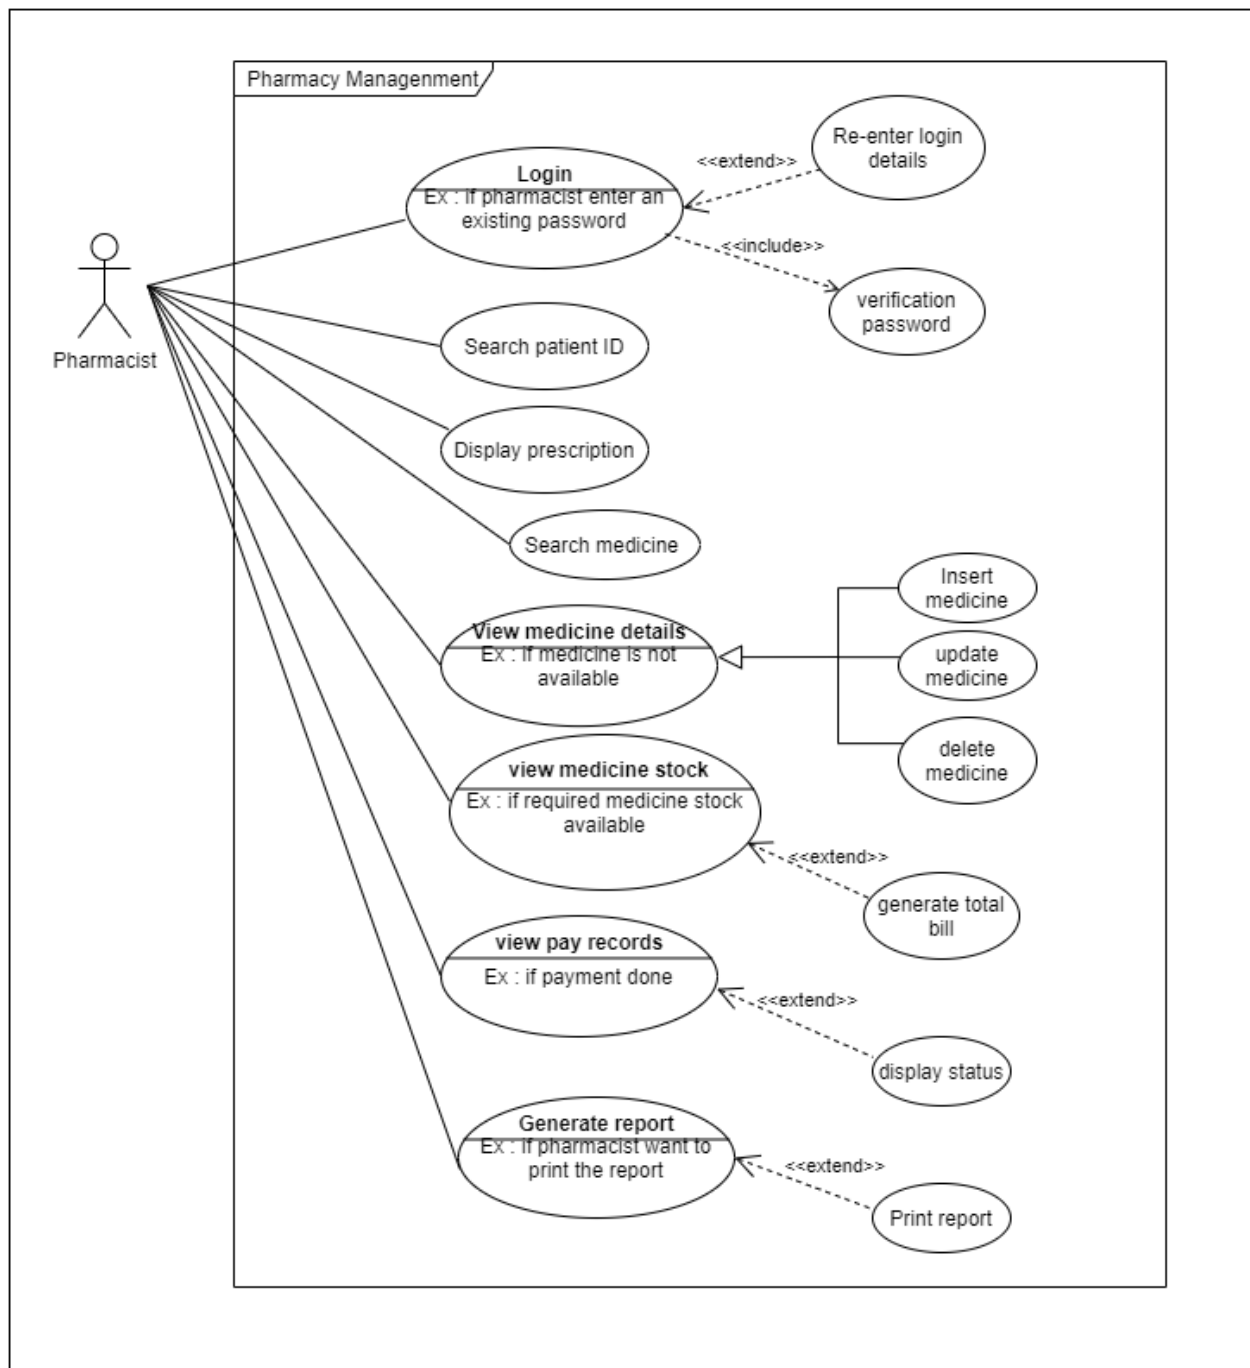 Pharmacy Managenment
Re-enter login
details
<<extend>>
Login
Ex : if pharmacist enter an
existing password
<<include>>
verification
password
Pharmacist
Search patient ID
Display prescription
Search medicine
Insert
medicine
View medicine details
Ex : if medicine is not
available
update
medicine
delete
medicine
view medicine stock
Ex : if required medicine stock
available
<<extend>>
generate total
bill
view pay records
Ex : if payment done
<<extend>>
display status
Generate report
Ex : if pharmacist want to
print the report
<<extend>>
Print report